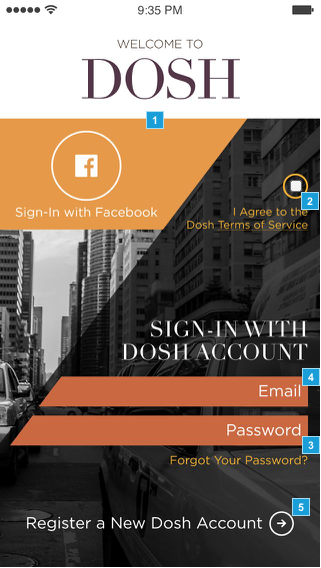 9:35 PM
WELCOME TO
DOSH
1
Sign-In with Facebook
2
I Agree to the
Dosh Terms of Service
SIGN-IN WITH
DOSH ACCOUNT
4
Email
Password
3
Forgot Your Password?
5
Register a New Dosh Account